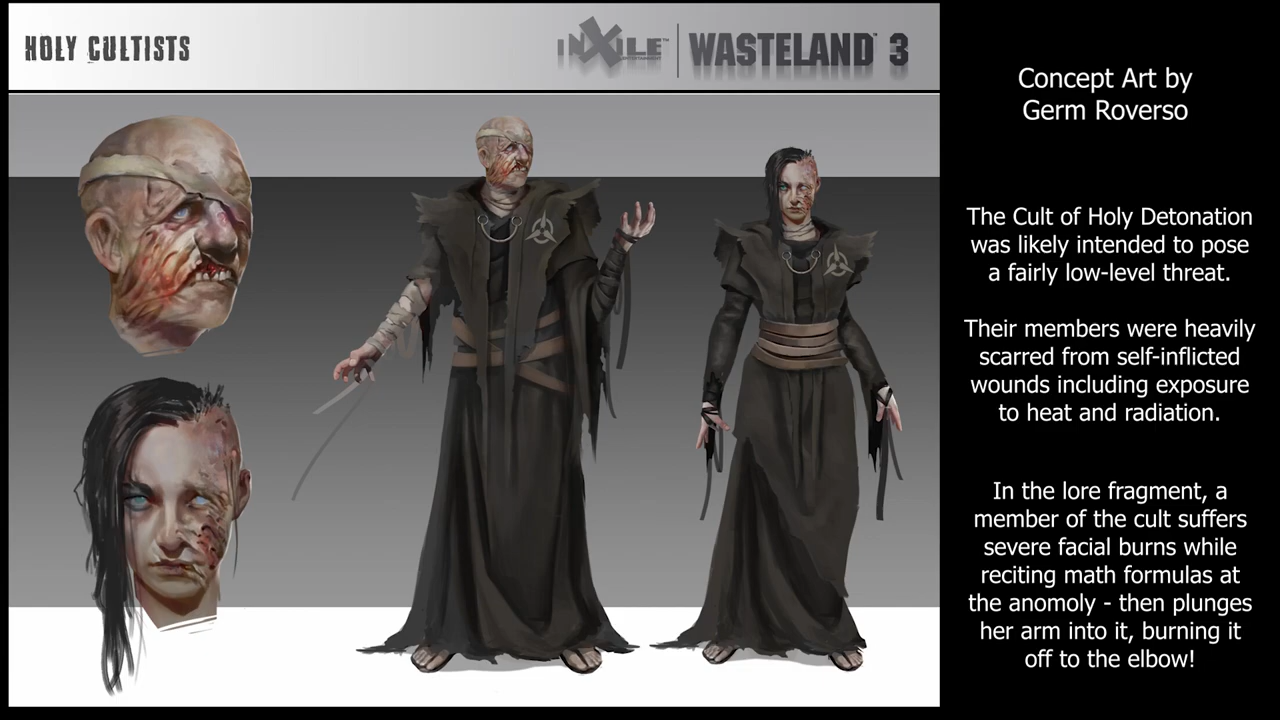 HOLY CULTISTS
INXILE™ ENTERTAINMENT
WASTELAND™ 3
Concept Art by
Germ Roverso
The Cult of Holy Detonation
was likely intended to pose
a fairly low-level threat.
Their members were heavily
scarred from self-inflicted
wounds including exposure
to heat and radiation.
In the lore fragment, a
member of the cult suffers
severe facial burns while
reciting math formulas at
the anomoly - then plunges
her arm into it, burning it
off to the elbow!